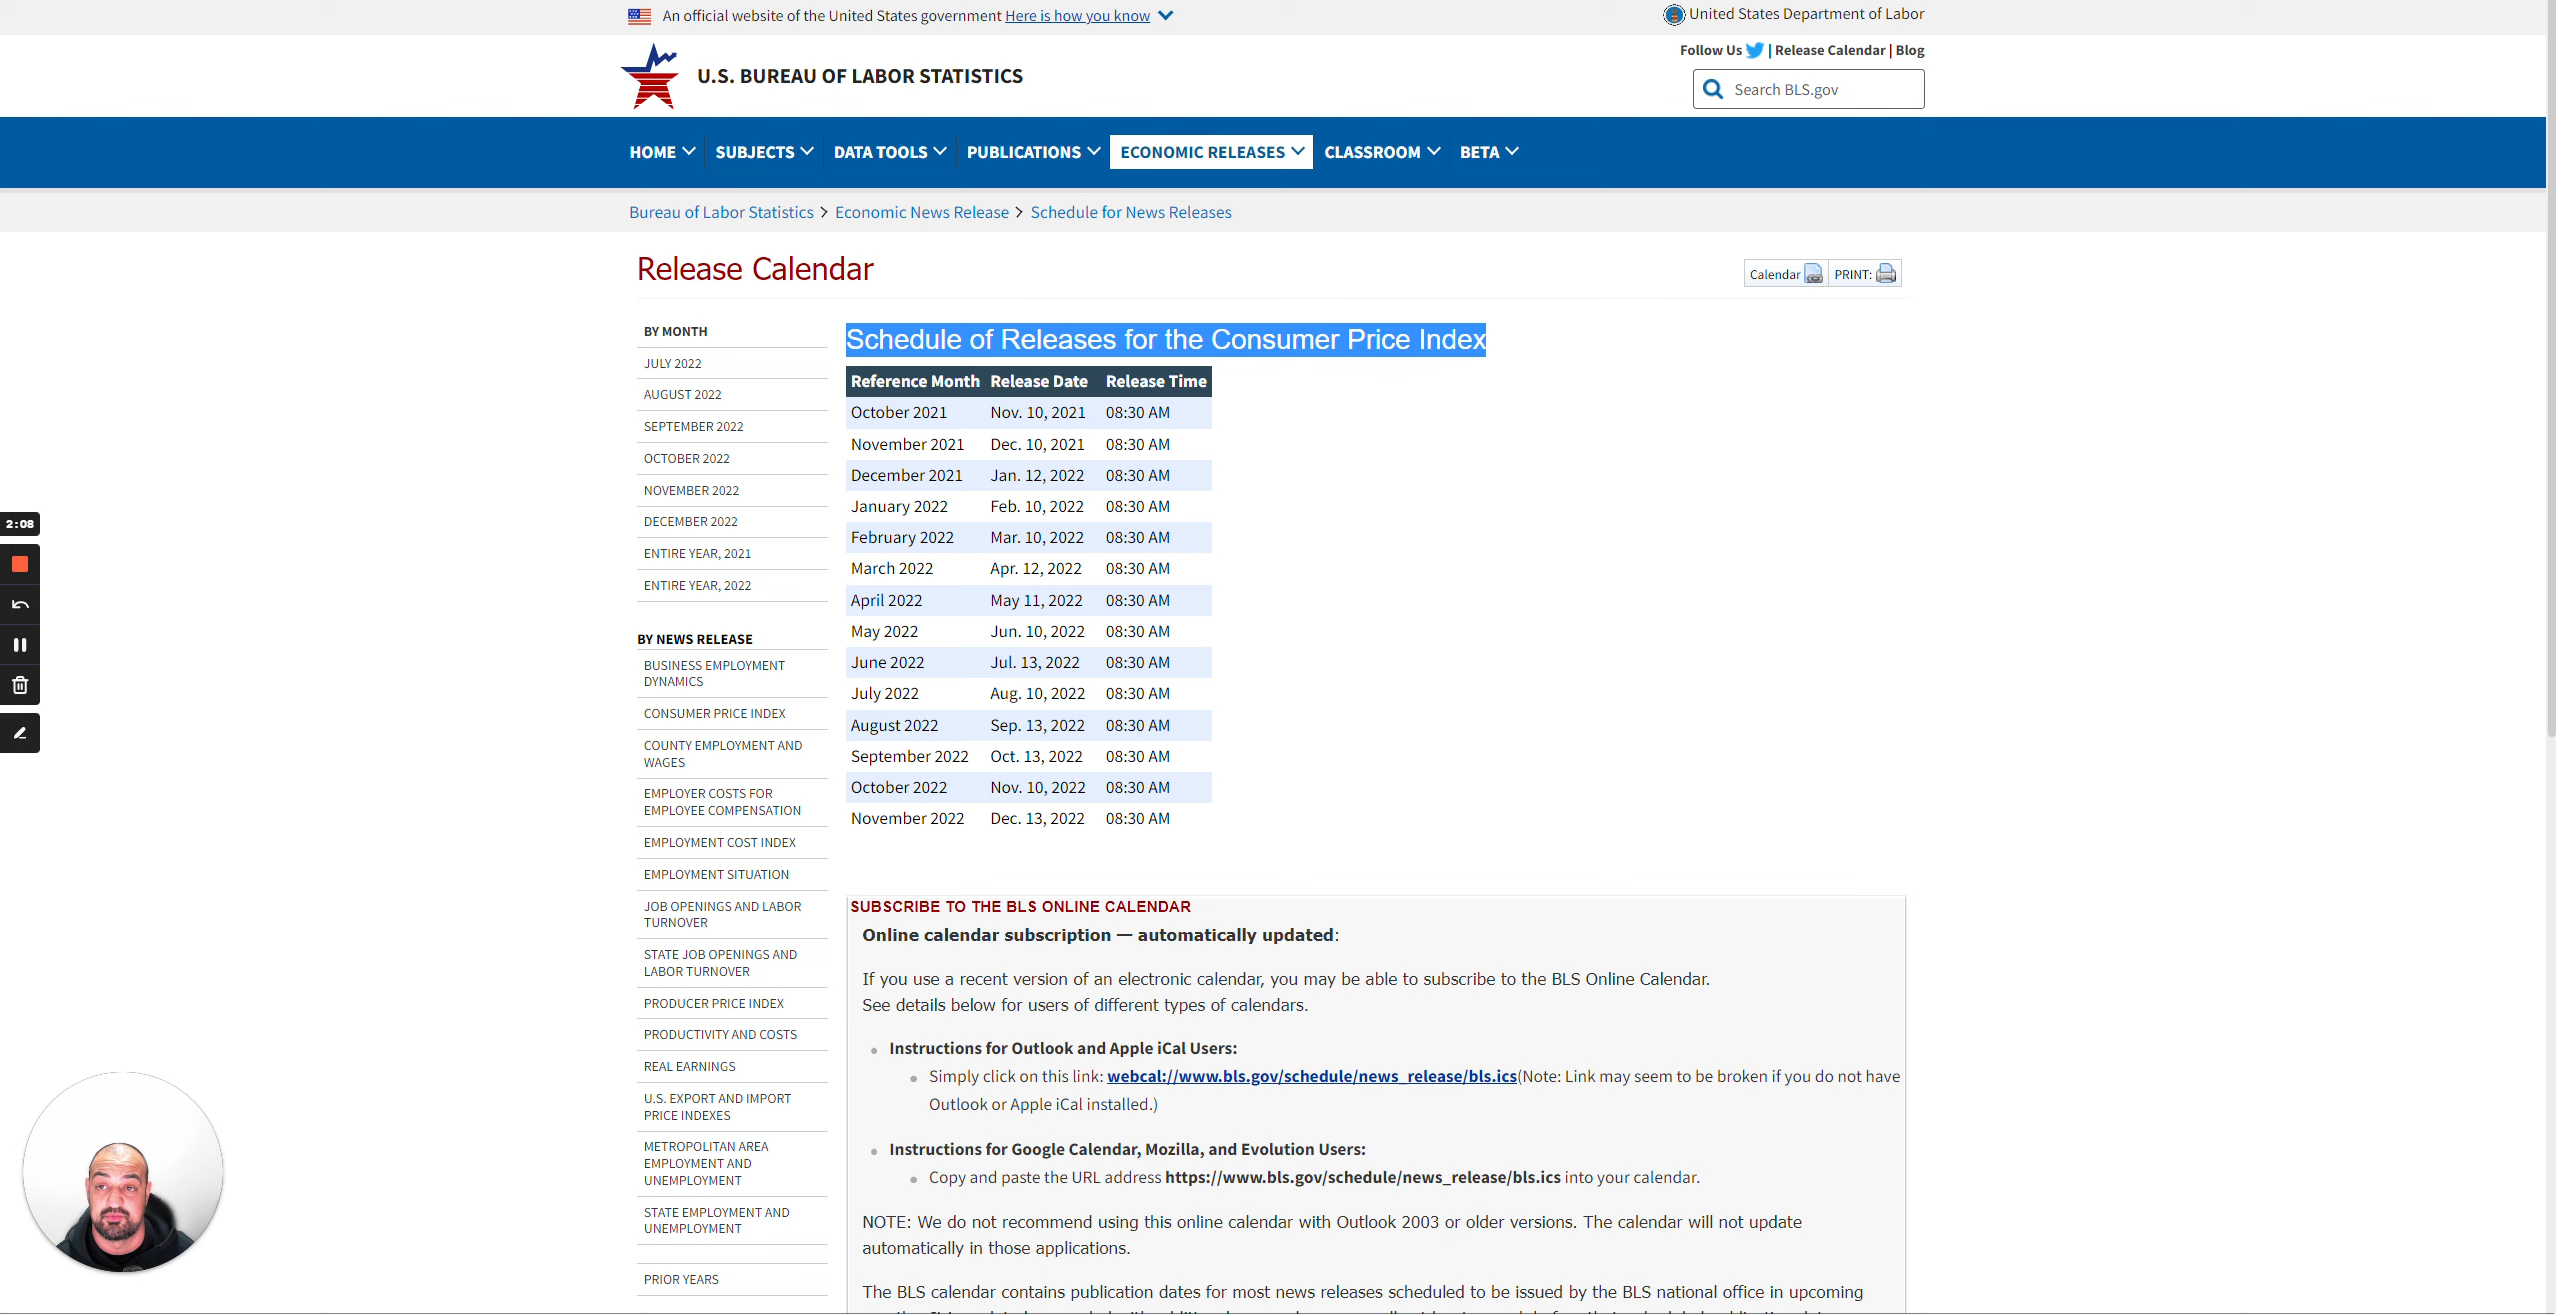 An official website of the United States government Here is how you know
United States Department of Labor
Follow Us | Release Calendar | Blog
U.S. BUREAU OF LABOR STATISTICS
Search BLS.gov
HOME SUBJECTS DATA TOOLS PUBLICATIONS ECONOMIC RELEASES CLASSROOM BETA
Bureau of Labor Statistics > Economic News Release > Schedule for News Releases
Release Calendar
Calendar PRINT:
BY MONTH
JULY 2022
AUGUST 2022
SEPTEMBER 2022
OCTOBER 2022
NOVEMBER 2022
DECEMBER 2022
ENTIRE YEAR, 2021
ENTIRE YEAR, 2022
BY NEWS RELEASE
BUSINESS EMPLOYMENT
DYNAMICS
CONSUMER PRICE INDEX
COUNTY EMPLOYMENT AND
WAGES
EMPLOYER COSTS FOR
EMPLOYEE COMPENSATION
EMPLOYMENT COST INDEX
EMPLOYMENT SITUATION
JOB OPENINGS AND LABOR
TURNOVER
STATE JOB OPENINGS AND
LABOR TURNOVER
PRODUCER PRICE INDEX
PRODUCTIVITY AND COSTS
REAL EARNINGS
U.S. EXPORT AND IMPORT
PRICE INDEXES
METROPOLITAN AREA
EMPLOYMENT AND
UNEMPLOYMENT
STATE EMPLOYMENT AND
UNEMPLOYMENT
PRIOR YEARS
Schedule of Releases for the Consumer Price Index
Reference Month Release Date Release Time
October 2021 Nov. 10, 2021 08:30 AM
November 2021 Dec. 10, 2021 08:30 AM
December 2021 Jan. 12, 2022 08:30 AM
January 2022 Feb. 10, 2022 08:30 AM
February 2022 Mar. 10, 2022 08:30 AM
March 2022 Apr. 12, 2022 08:30 AM
April 2022 May 11, 2022 08:30 AM
May 2022 Jun. 10, 2022 08:30 AM
June 2022 Jul. 13, 2022 08:30 AM
July 2022 Aug. 10, 2022 08:30 AM
August 2022 Sep. 13, 2022 08:30 AM
September 2022 Oct. 13, 2022 08:30 AM
October 2022 Nov. 10, 2022 08:30 AM
November 2022 Dec. 13, 2022 08:30 AM
SUBSCRIBE TO THE BLS ONLINE CALENDAR
Online calendar subscription — automatically updated:
If you use a recent version of an electronic calendar, you may be able to subscribe to the BLS Online Calendar.
See details below for users of different types of calendars.
Instructions for Outlook and Apple iCal Users:
Simply click on this link: webcal://www.bls.gov/schedule/news_release/bls.ics(Note: Link may seem to be broken if you do not have
Outlook or Apple iCal installed.)
Instructions for Google Calendar, Mozilla, and Evolution Users:
Copy and paste the URL address https://www.bls.gov/schedule/news_release/bls.ics into your calendar.
NOTE: We do not recommend using this online calendar with Outlook 2003 or older versions. The calendar will not update
automatically in those applications.
The BLS calendar contains publication dates for most news releases scheduled to be issued by the BLS national office in upcoming
2:08